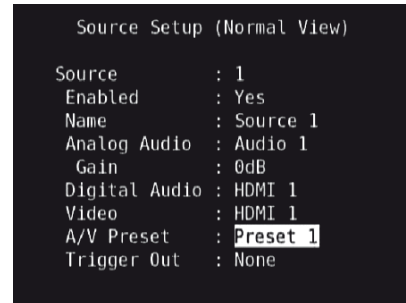 Source Setup (Normal View)
Source : 1
Enabled : Yes
Name : Source 1
Analog Audio : Audio 1
Gain : 0dB
Digital Audio : HDMI 1
Video : HDMI 1
A/V Preset : Preset 1
Trigger Out : None